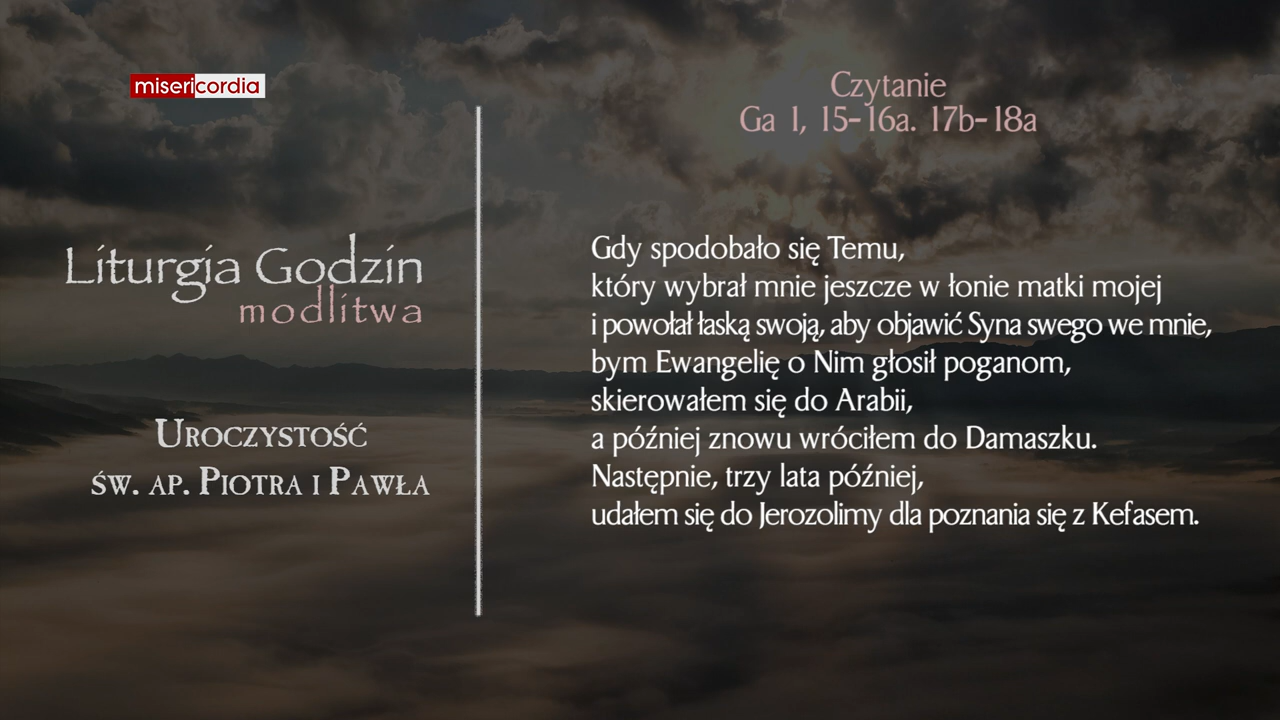 misericordia
Liturgia Godzin
modlitwa
Uroczystość
św. ap. Piotra i Pawła
Czytanie
Ga 1, 15-16a. 17b-18a
Gdy spodobało się Temu,
który wybrał mnie jeszcze w łonie matki mojej
i powołał łaską swoją, aby objawić Syna swego we mnie,
bym Ewangelię o Nim głosił poganom,
skierowałem się do Arabii,
a później znowu wróciłem do Damaszku.
Następnie, trzy lata później,
udałem się do Jerozolimy dla poznania się z Kefasem.